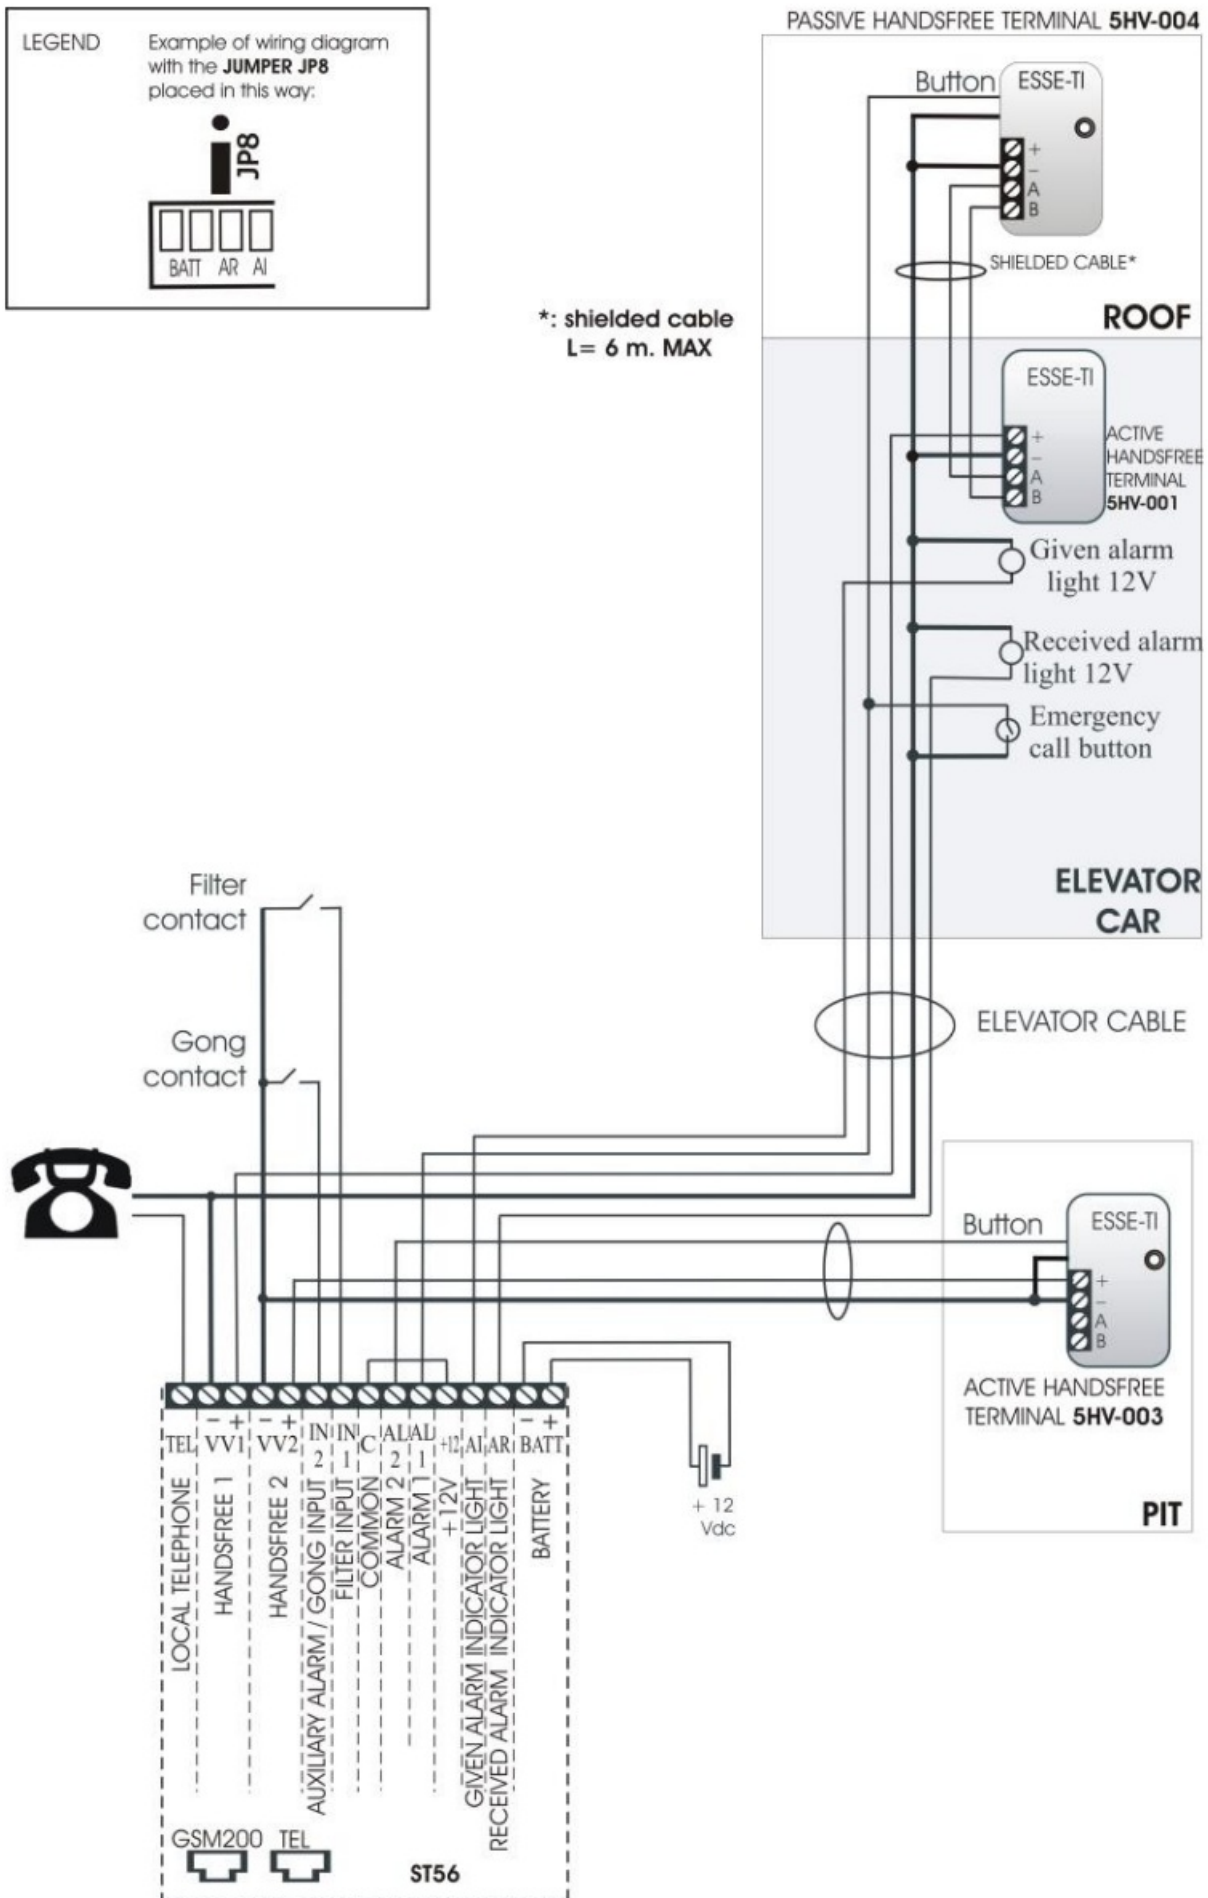 LEGEND
Example of wiring diagram
with the JUMPER JP8
placed in this way:
JP8
BATT AR AI
*: shielded cable
L= 6 m. MAX
PASSIVE HANDSFREE TERMINAL 5HV-004
Button
ESSE-TI
+
−
A
B
SHIELDED CABLE*
ROOF
ESSE-TI
+
−
A
B
ACTIVE
HANDSFREE
TERMINAL
5HV-001
Given alarm
light 12V
Received alarm
light 12V
Emergency
call button
ELEVATOR
CAR
ELEVATOR CABLE
Filter
contact
Gong
contact
Button
ESSE-TI
+
−
A
B
ACTIVE HANDSFREE
TERMINAL 5HV-003
PIT
+ 12
Vdc
− + − + − +
TEL VV1 VV2 IN 2 IN 1 C AL 2 AL 1 +12 AI AR BATT
LOCAL TELEPHONE
HANDSFREE 1
HANDSFREE 2
AUXILIARY ALARM / GONG INPUT
FILTER INPUT
COMMON
ALARM 2
ALARM 1
+12V
GIVEN ALARM INDICATOR LIGHT
RECEIVED ALARM INDICATOR LIGHT
BATTERY
GSM200 TEL
ST56